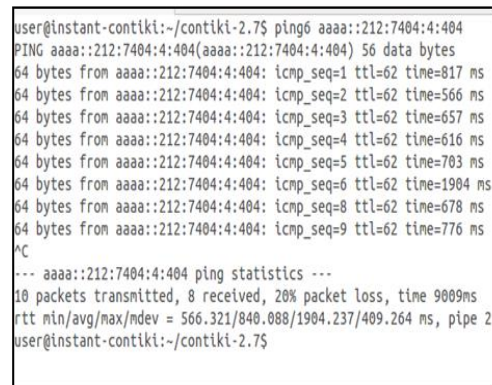 user@instant-contiki:~/contiki-2.7$ ping6 aaaa::212:7404:4:404
PING aaaa::212:7404:4:404(aaaa::212:7404:4:404) 56 data bytes
64 bytes from aaaa::212:7404:4:404: icmp_seq=1 ttl=62 time=817 ms
64 bytes from aaaa::212:7404:4:404: icmp_seq=2 ttl=62 time=566 ms
64 bytes from aaaa::212:7404:4:404: icmp_seq=3 ttl=62 time=657 ms
64 bytes from aaaa::212:7404:4:404: icmp_seq=4 ttl=62 time=616 ms
64 bytes from aaaa::212:7404:4:404: icmp_seq=5 ttl=62 time=703 ms
64 bytes from aaaa::212:7404:4:404: icmp_seq=6 ttl=62 time=1904 ms
64 bytes from aaaa::212:7404:4:404: icmp_seq=8 ttl=62 time=678 ms
64 bytes from aaaa::212:7404:4:404: icmp_seq=9 ttl=62 time=776 ms
^C
--- aaaa::212:7404:4:404 ping statistics ---
10 packets transmitted, 8 received, 20% packet loss, time 9009ms
rtt min/avg/max/mdev = 566.321/840.088/1904.237/409.264 ms, pipe 2
user@instant-contiki:~/contiki-2.7$